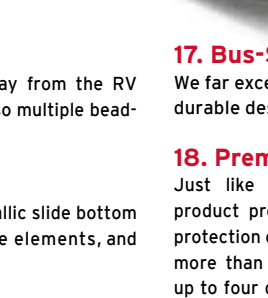 ay from the RV
so multiple bead-
allic slide bottom
e elements, and
17. Bus-
We far exce
durable des
18. Prem
Just like
product pr
protection
more than
up to four